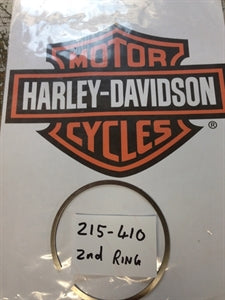 MOTOR
HARLEY-DAVIDSON
®
CYCLES
215-410
2nd RING